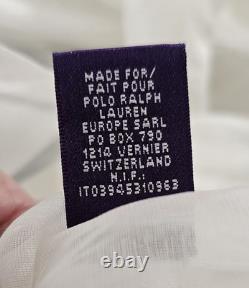 MADE FOR/
FAIT POUR
POLO RALPH
LAUREN
EUROPE SARL
PO BOX 790
1214 VERNIER
SWITZERLAND
N.I.F.:
IT03945310963